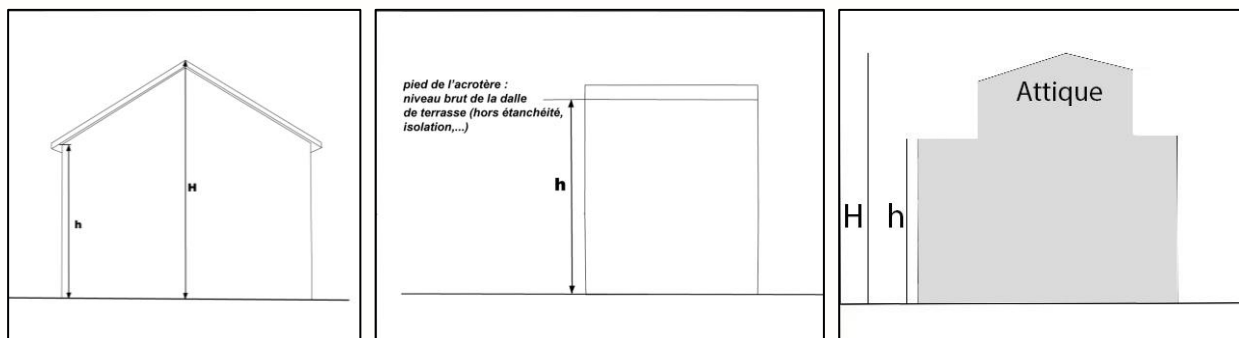 h
H
pied de l'acrotère :
niveau brut de la dalle
de terrasse (hors étanchéité,
isolation,...)
h
Attique
H
h